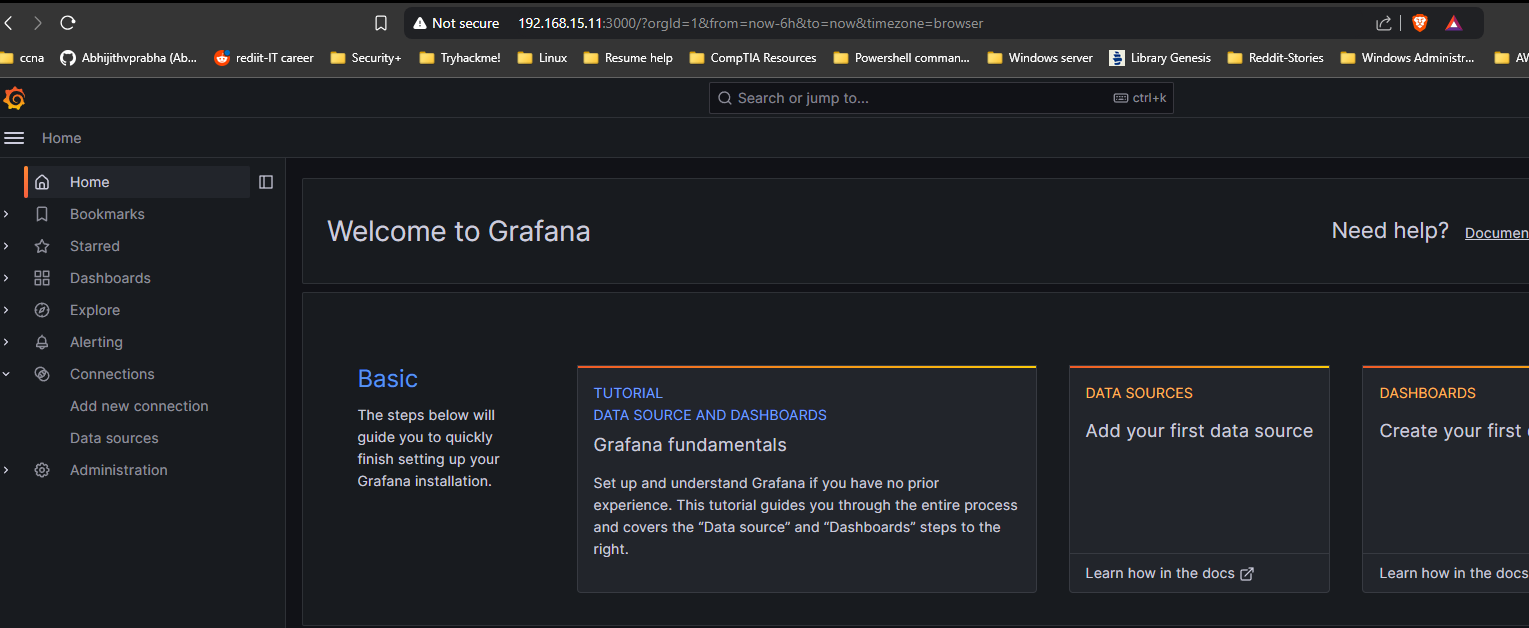 Not secure 192.168.15.11:3000/?orgId=1&from=now-6h&to=now&timezone=browser
ccna Abhijithvprabha (Ab... rediit-IT career Security+ Tryhackme! Linux Resume help CompTIA Resources Powershell comman... Windows server Library Genesis Reddit-Stories Windows Administr... AW
Search or jump to... ctrl+k
Home
Home
Bookmarks
Starred
Dashboards
Explore
Alerting
Connections
Add new connection
Data sources
Administration
Welcome to Grafana
Need help? Documen
Basic
The steps below will
guide you to quickly
finish setting up your
Grafana installation.
TUTORIAL
DATA SOURCE AND DASHBOARDS
Grafana fundamentals
Set up and understand Grafana if you have no prior
experience. This tutorial guides you through the entire process
and covers the “Data source” and “Dashboards” steps to the
right.
DATA SOURCES
Add your first data source
Learn how in the docs
DASHBOARDS
Create your first
Learn how in the docs